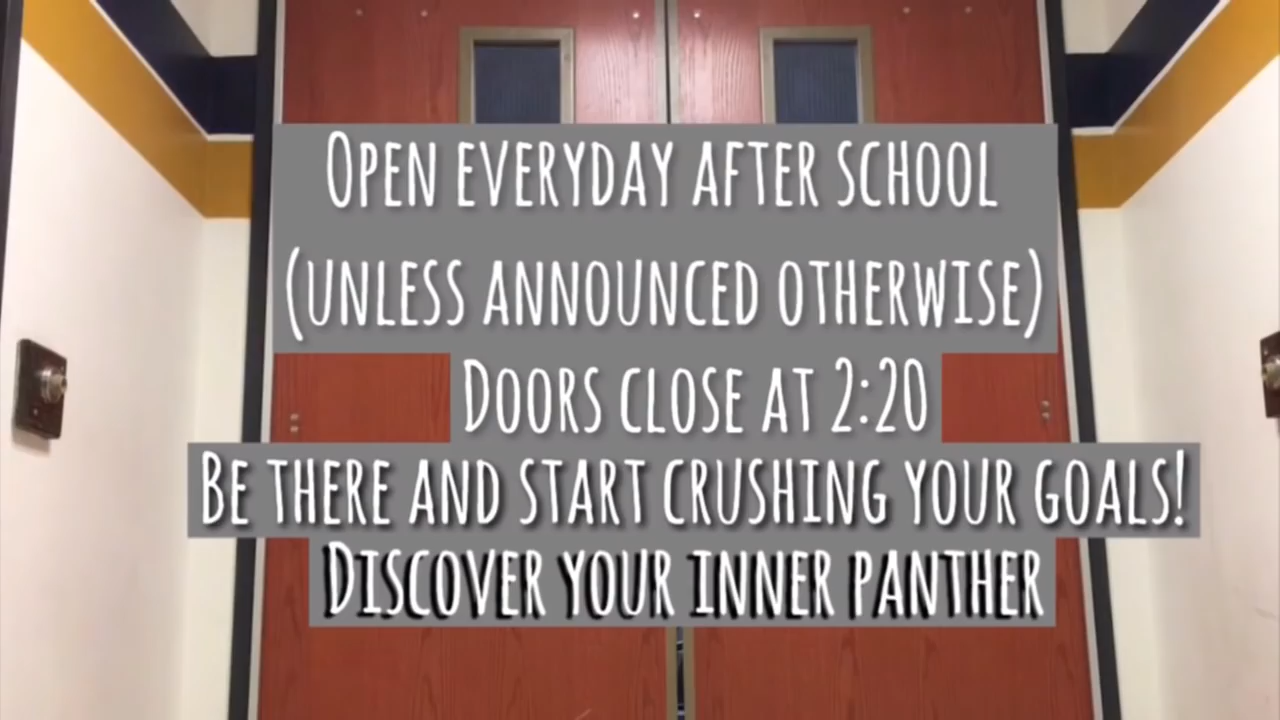 Open everyday after school
(unless announced otherwise)
Doors close at 2:20
Be there and start crushing your goals!
Discover your inner panther